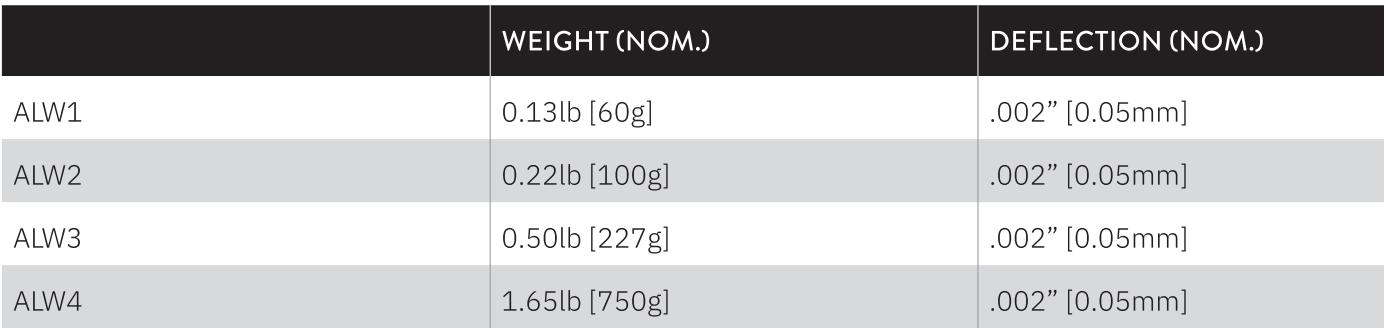 WEIGHT (NOM.) DEFLECTION (NOM.)
ALW1 0.13lb [60g] .002” [0.05mm]
ALW2 0.22lb [100g] .002” [0.05mm]
ALW3 0.50lb [227g] .002” [0.05mm]
ALW4 1.65lb [750g] .002” [0.05mm]